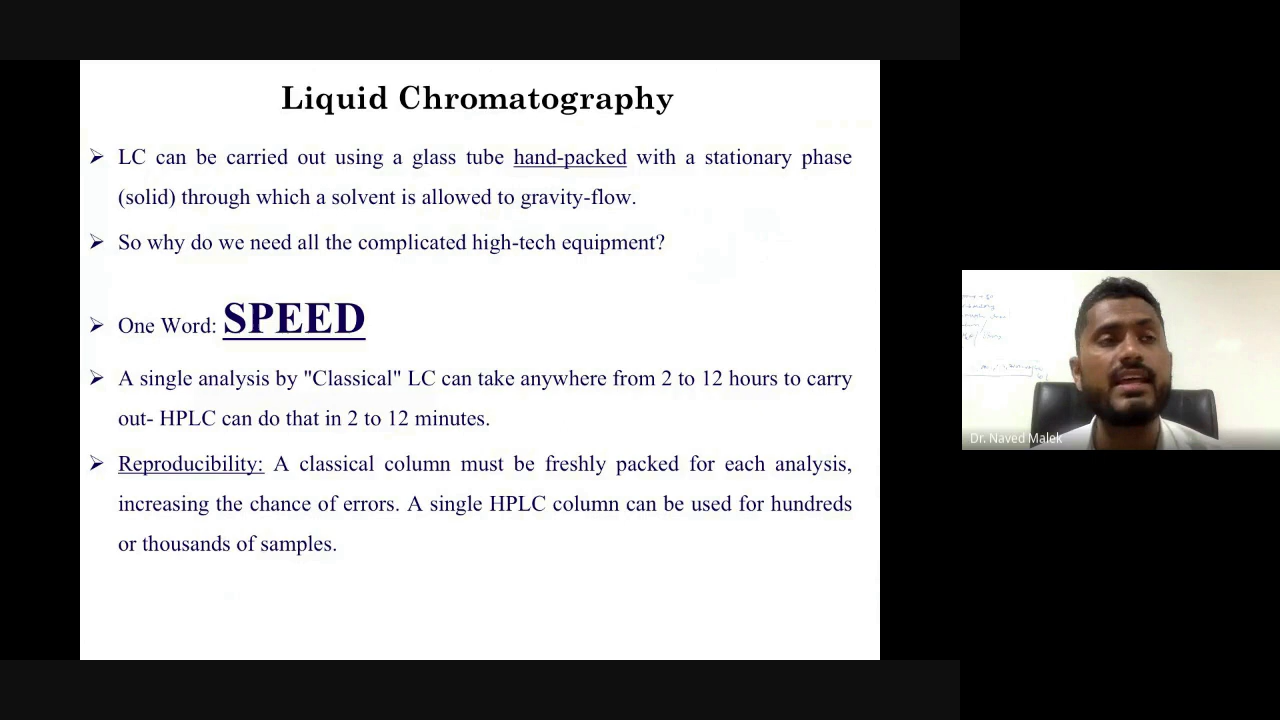 Liquid Chromatography
➢ LC can be carried out using a glass tube hand-packed with a stationary phase
(solid) through which a solvent is allowed to gravity-flow.
➢ So why do we need all the complicated high-tech equipment?
➢ One Word: SPEED
➢ A single analysis by "Classical" LC can take anywhere from 2 to 12 hours to carry
out- HPLC can do that in 2 to 12 minutes.
➢ Reproducibility: A classical column must be freshly packed for each analysis,
increasing the chance of errors. A single HPLC column can be used for hundreds
or thousands of samples.
Dr. Naved Malek